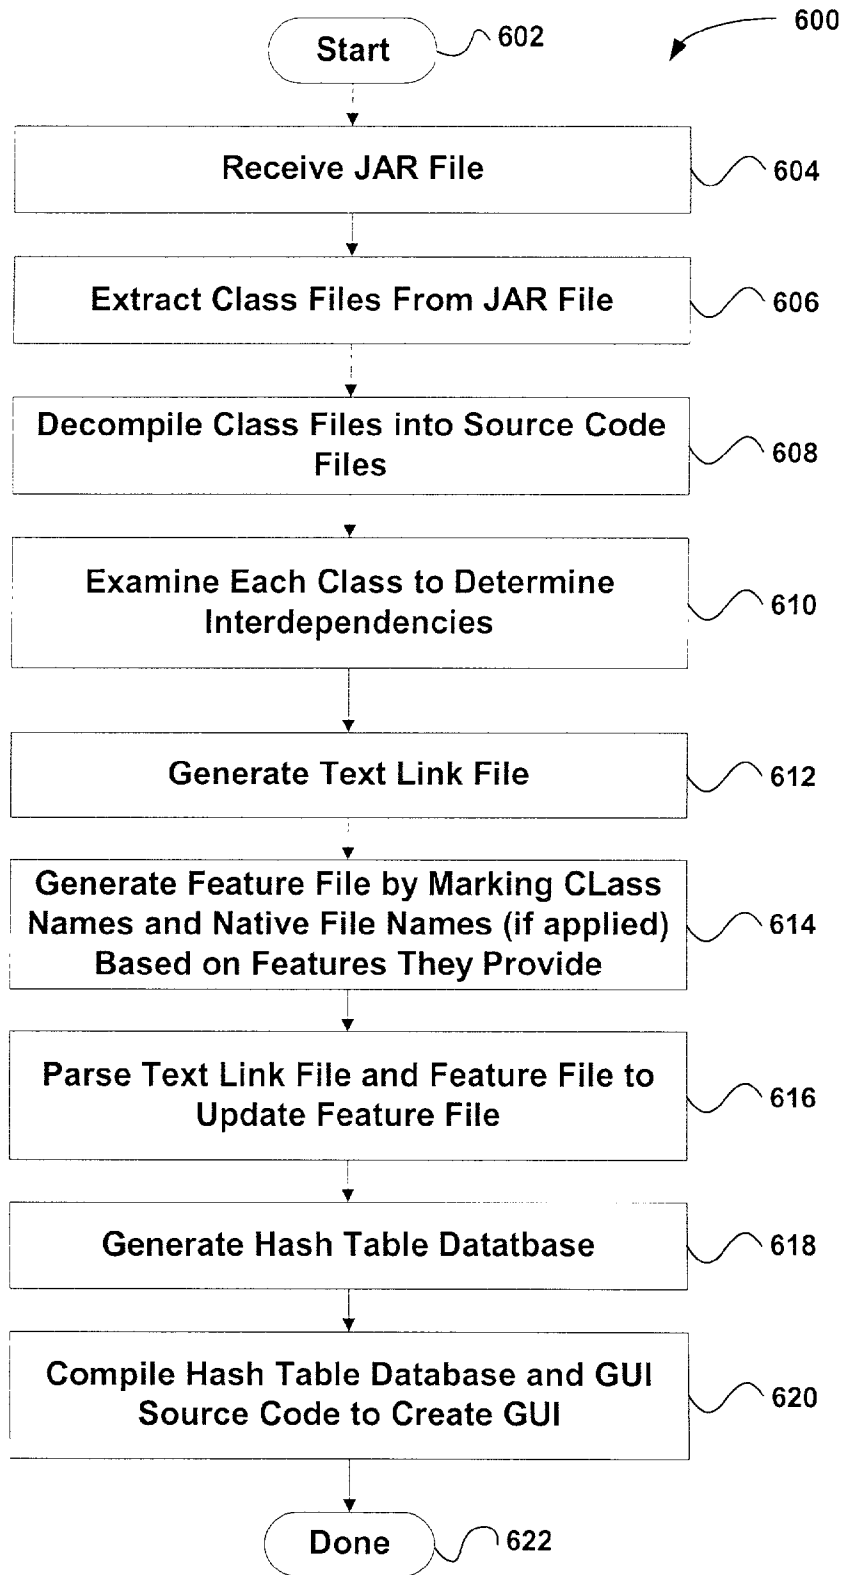 600
Start
602
Receive JAR File
604
Extract Class Files From JAR File
606
Decompile Class Files into Source Code
Files
608
Examine Each Class to Determine
Interdependencies
610
Generate Text Link File
612
Generate Feature File by Marking CLass
Names and Native File Names (if applied)
Based on Features They Provide
614
Parse Text Link File and Feature File to
Update Feature File
616
Generate Hash Table Datatbase
618
Compile Hash Table Database and GUI
Source Code to Create GUI
620
Done
622